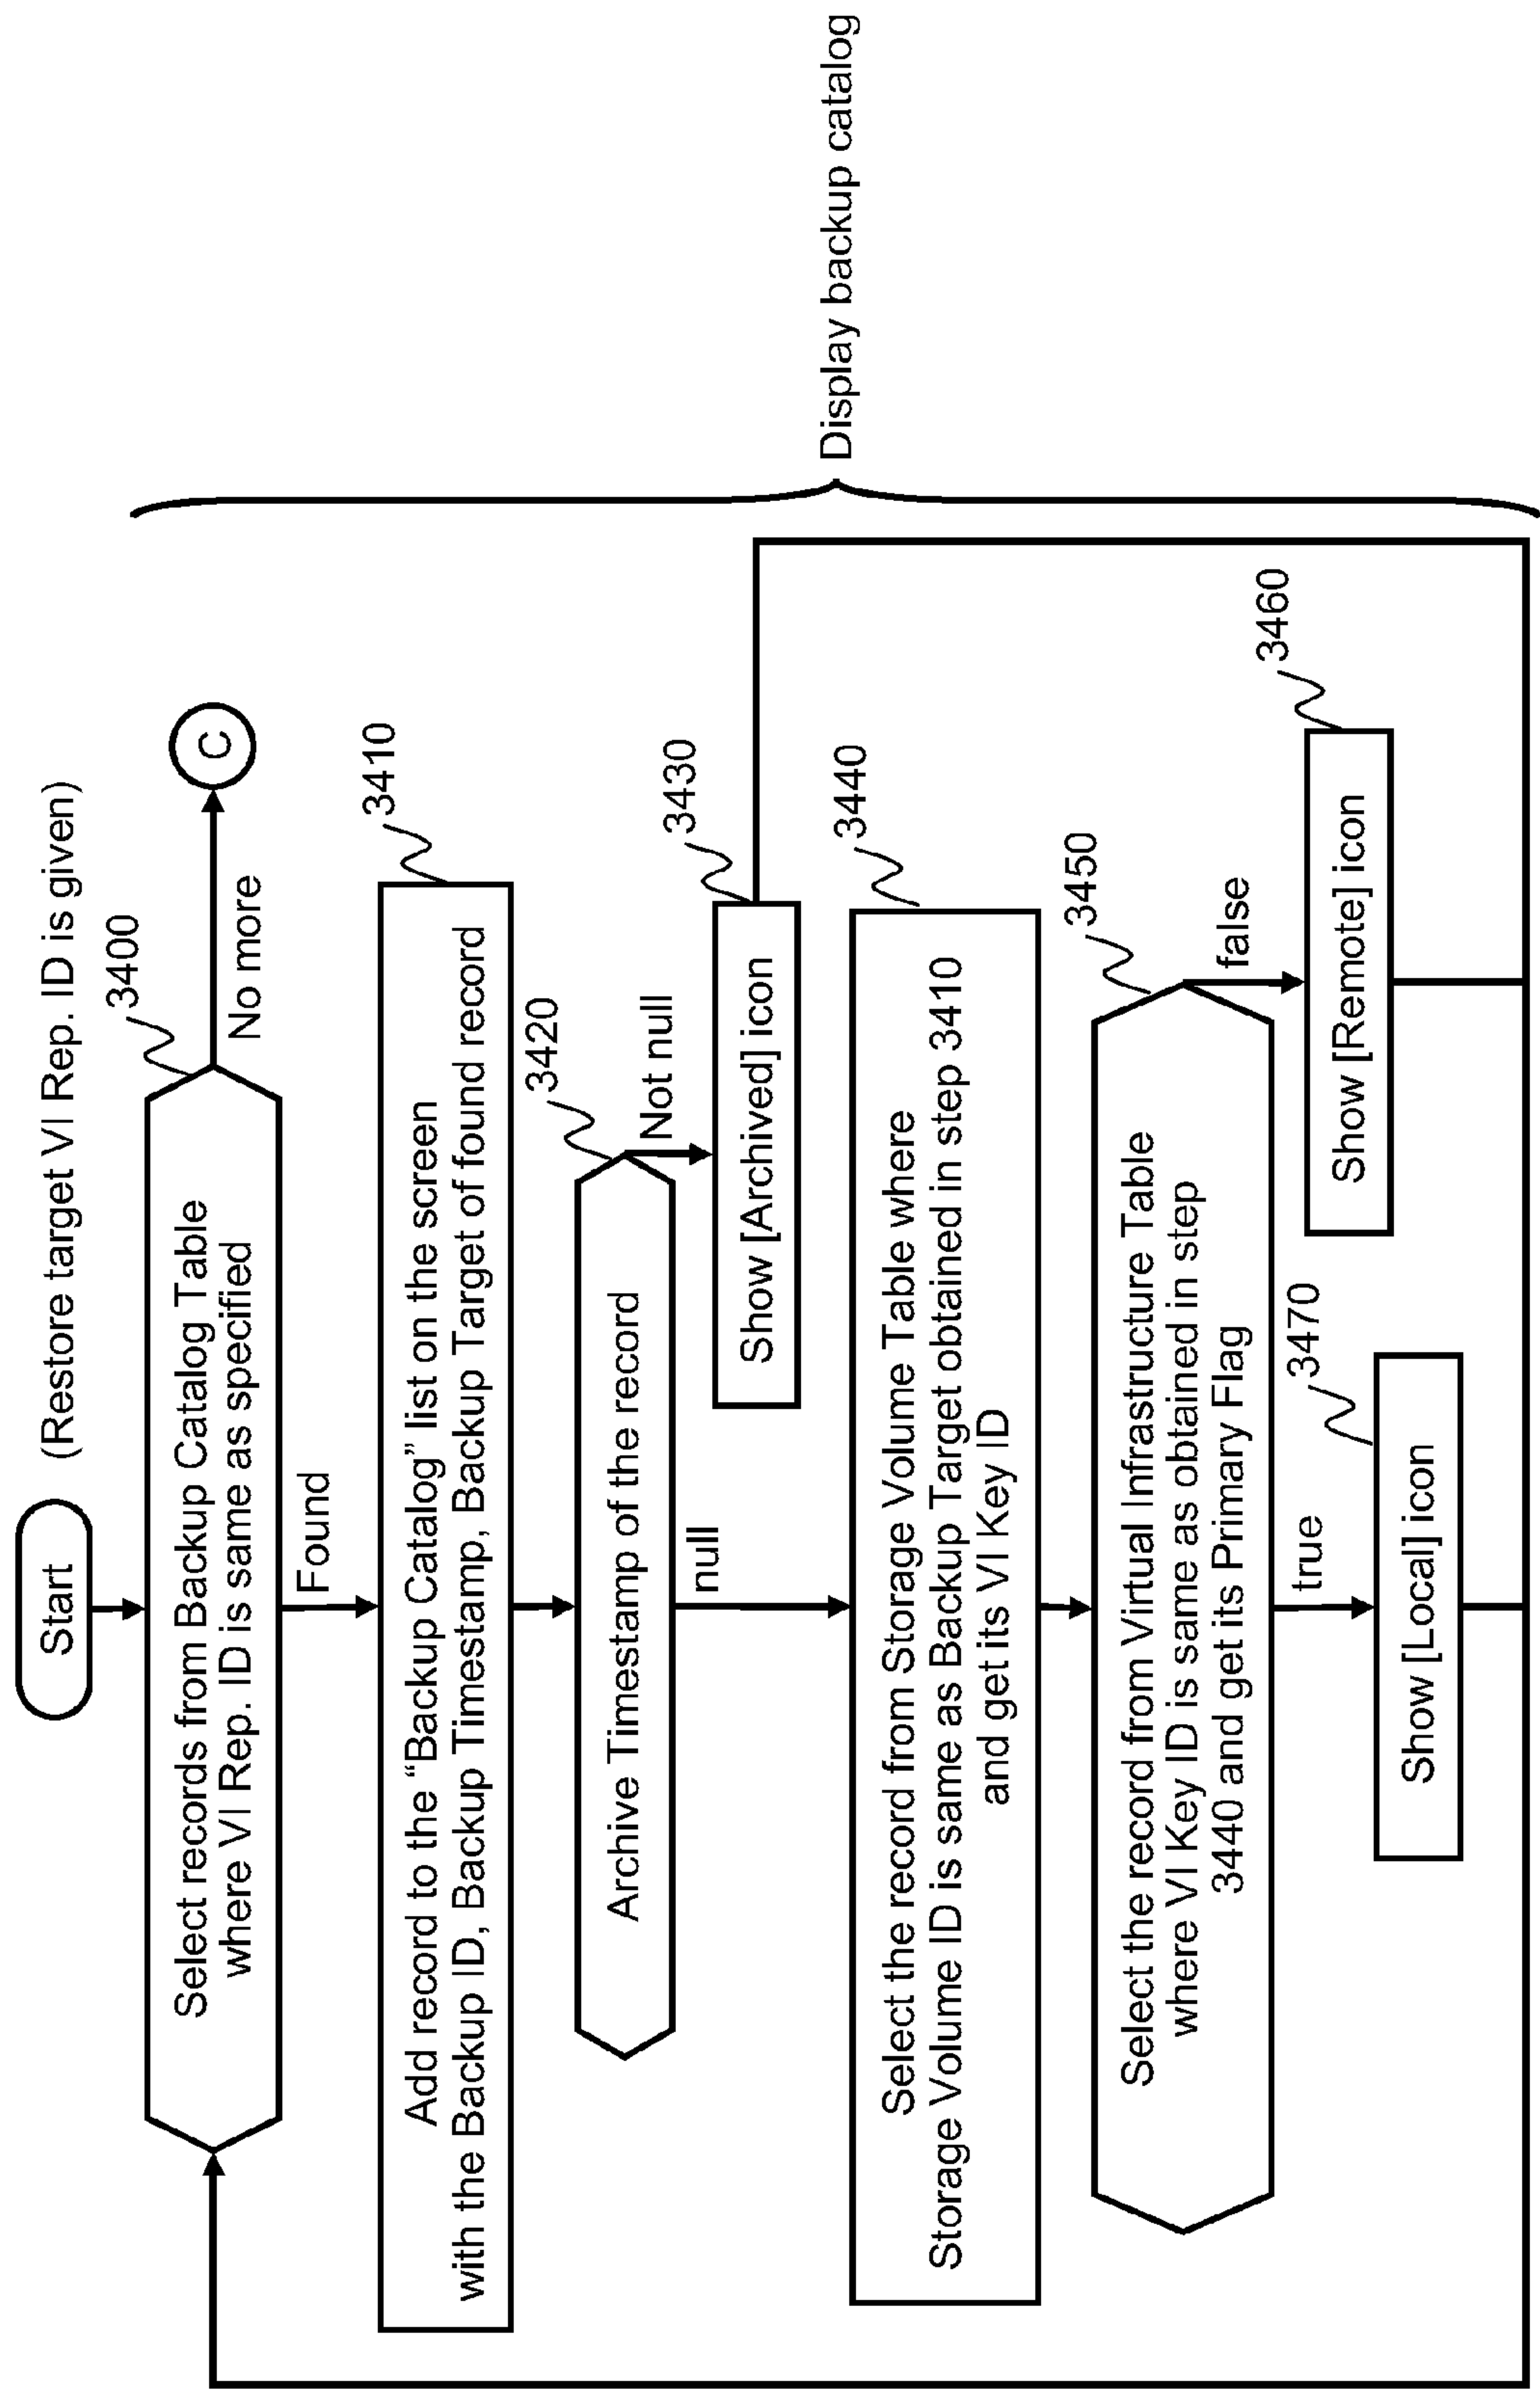 Start
(Restore target VI Rep. ID is given)
3400
Select records from Backup Catalog Table
where VI Rep. ID is same as specified
No more
C
Found
3410
Add record to the “Backup Catalog” list on the screen
with the Backup ID, Backup Timestamp, Backup Target of found record
3420
Archive Timestamp of the record
Not null
3430
Show [Archived] icon
null
3440
Select the record from Storage Volume Table where
Storage Volume ID is same as Backup Target obtained in step 3410
and get its VI Key ID
3450
Select the record from Virtual Infrastructure Table
where VI Key ID is same as obtained in step
3440 and get its Primary Flag
false
3460
Show [Remote] icon
true
3470
Show [Local] icon
Display backup catalog